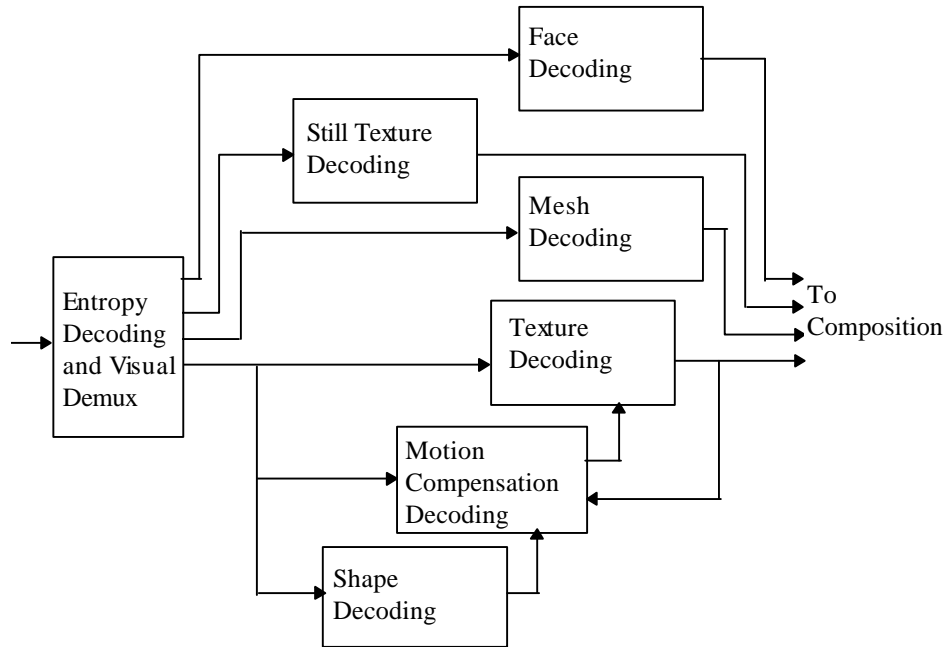 Face
Decoding
Still Texture
Decoding
Mesh
Decoding
Entropy
Decoding
and Visual
Demux
To
Composition
Texture
Decoding
Motion
Compensation
Decoding
Shape
Decoding